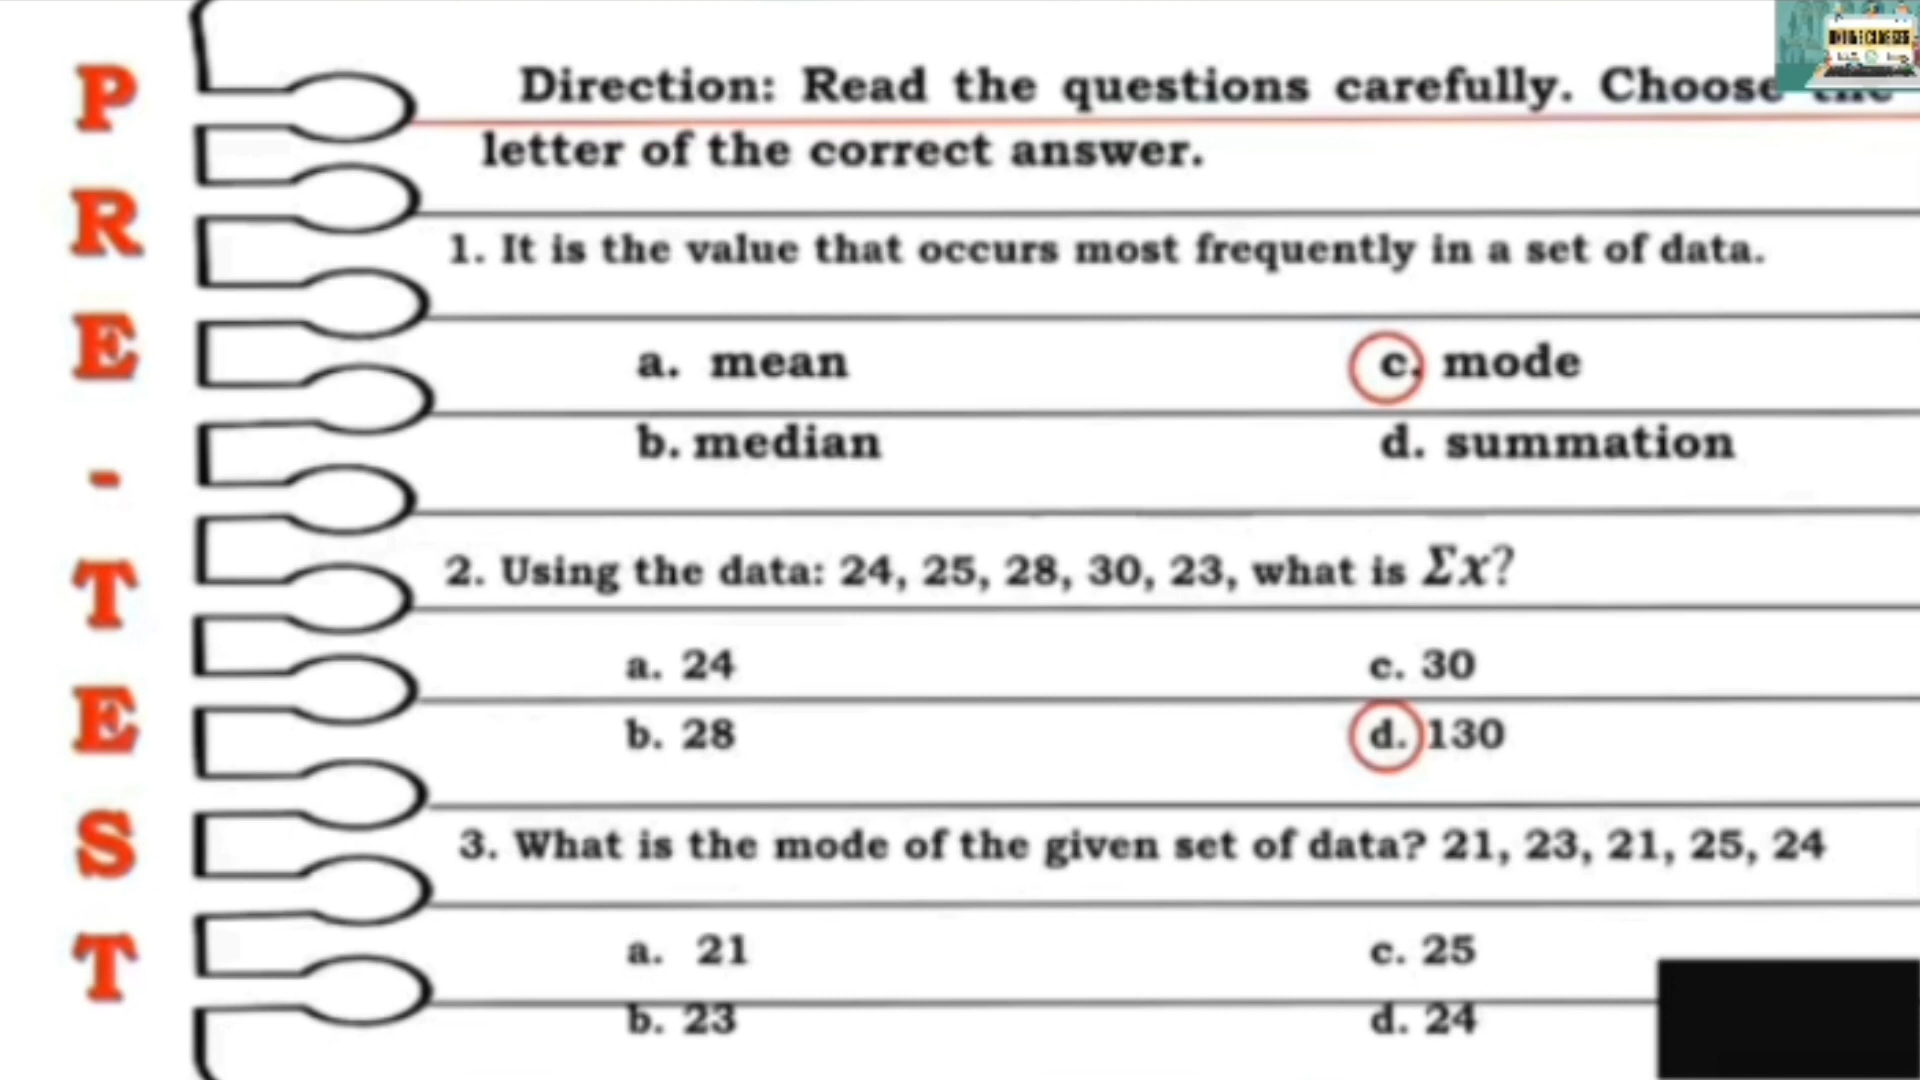 PRE-TEST
Direction: Read the questions carefully. Choose the
letter of the correct answer.
1. It is the value that occurs most frequently in a set of data.
a. mean
c. mode
b. median
d. summation
2. Using the data: 24, 25, 28, 30, 23, what is Σx?
a. 24
c. 30
b. 28
d. 130
3. What is the mode of the given set of data? 21, 23, 21, 25, 24
a. 21
c. 25
b. 23
d. 24